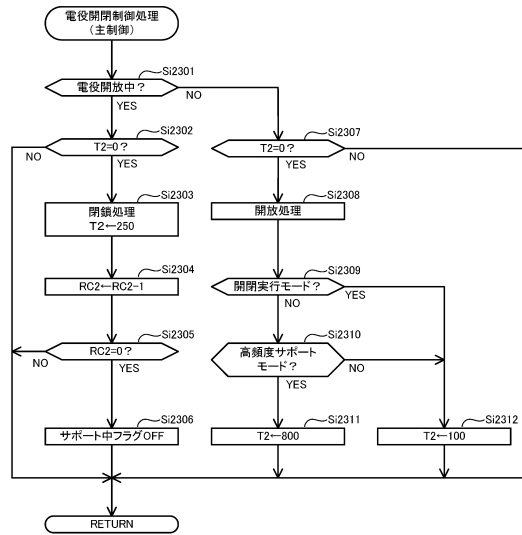 電役開閉制御処理
(主制御)
Si2301
電役開放中？
NO
YES
Si2302
T2=0？
NO
YES
Si2303
閉鎖処理
T2←250
Si2304
RC2←RC2-1
Si2305
RC2=0？
NO
YES
Si2306
サポート中フラグOFF
Si2307
T2=0？
NO
YES
Si2308
開放処理
Si2309
開閉実行モード？
YES
NO
Si2310
高頻度サポート
モード？
NO
YES
Si2311
T2←800
Si2312
T2←100
RETURN